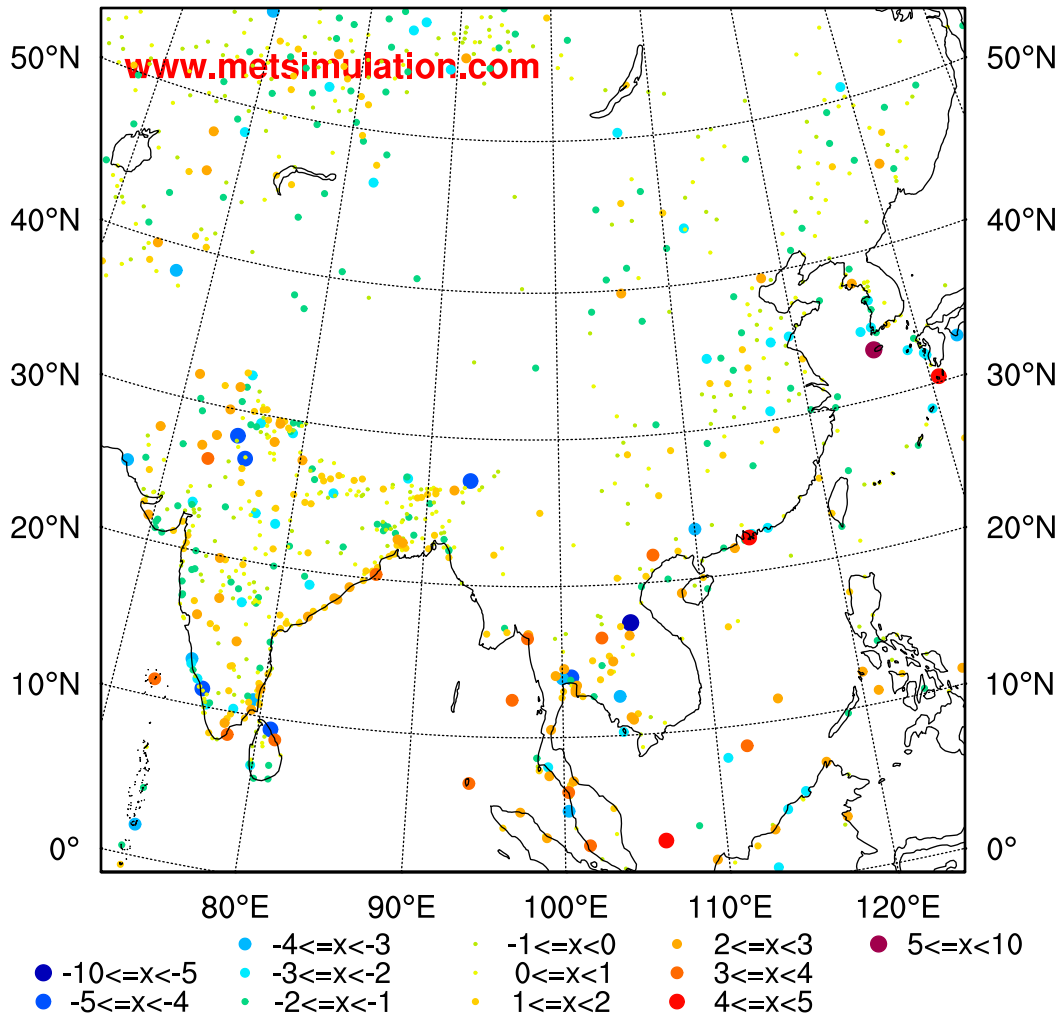 50°N 50°N
www.metsimulation.com
40°N 40°N
30°N 30°N
20°N 20°N
10°N 10°N
0° 0°
80°E 90°E 100°E 110°E 120°E
-4<=x<-3 -1<=x<0 2<=x<3 5<=x<10
-10<=x<-5 -3<=x<-2 0<=x<1 3<=x<4
-5<=x<-4 -2<=x<-1 1<=x<2 4<=x<5